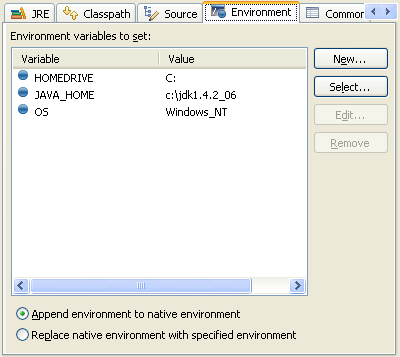 JRE Classpath Source Environment Common
Environment variables to set:
Variable Value
HOMEDRIVE C:
JAVA_HOME c:\jdk1.4.2_06
OS Windows_NT
New...
Select...
Edit...
Remove
Append environment to native environment
Replace native environment with specified environment